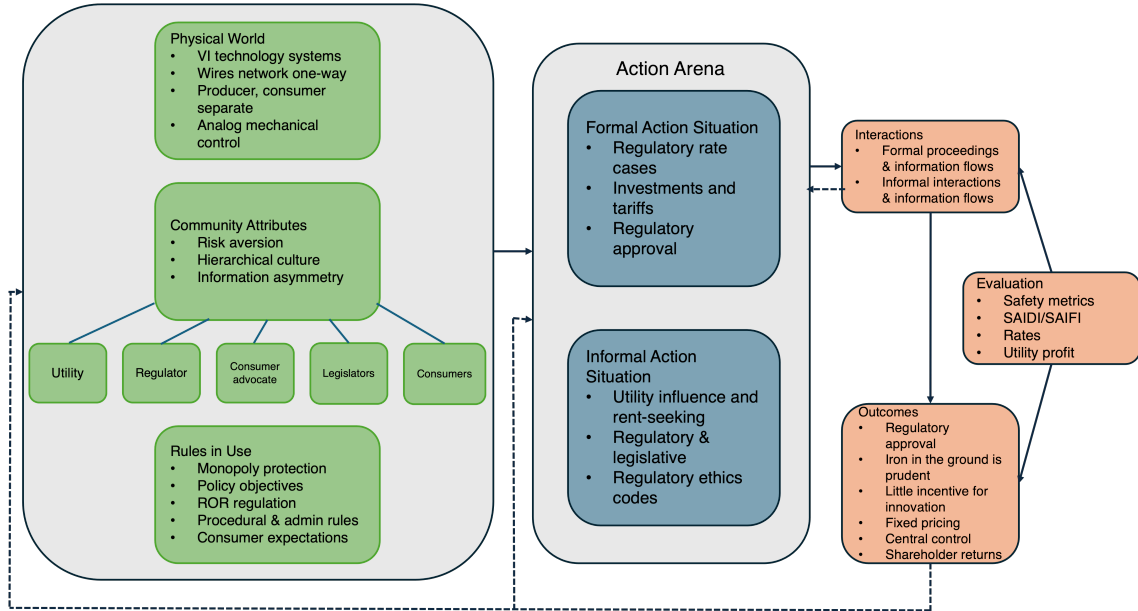 Physical World
• VI technology systems
• Wires network one-way
• Producer, consumer
separate
• Analog mechanical
control
Community Attributes
• Risk aversion
• Hierarchical culture
• Information asymmetry
Utility
Regulator
Consumer
advocate
Legislators
Consumers
Rules in Use
• Monopoly protection
• Policy objectives
• ROR regulation
• Procedural & admin rules
• Consumer expectations
Action Arena
Formal Action Situation
• Regulatory rate
cases
• Investments and
tariffs
• Regulatory
approval
Informal Action
Situation
• Utility influence and
rent-seeking
• Regulatory &
legislative
• Regulatory ethics
codes
Interactions
• Formal proceedings
& information flows
• Informal interactions
& information flows
Evaluation
• Safety metrics
• SAIDI/SAIFI
• Rates
• Utility profit
Outcomes
• Regulatory
approval
• Iron in the ground is
prudent
• Little incentive for
innovation
• Fixed pricing
• Central control
• Shareholder returns